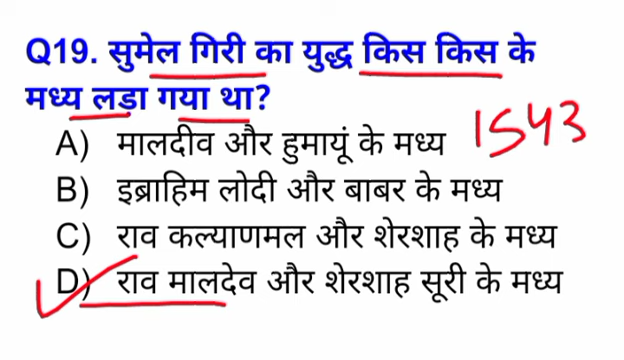 Q19. सुमेल गिरी का युद्ध किस किस के
मध्य लडा गया था?
A) मालदीव और हुमायूं के मध्य 1543
B) इब्राहिम लोदी और बाबर के मध्य
C) राव कल्याणमल और शेरशाह के मध्य
D) राव मालदेव और शेरशाह सूरी के मध्य